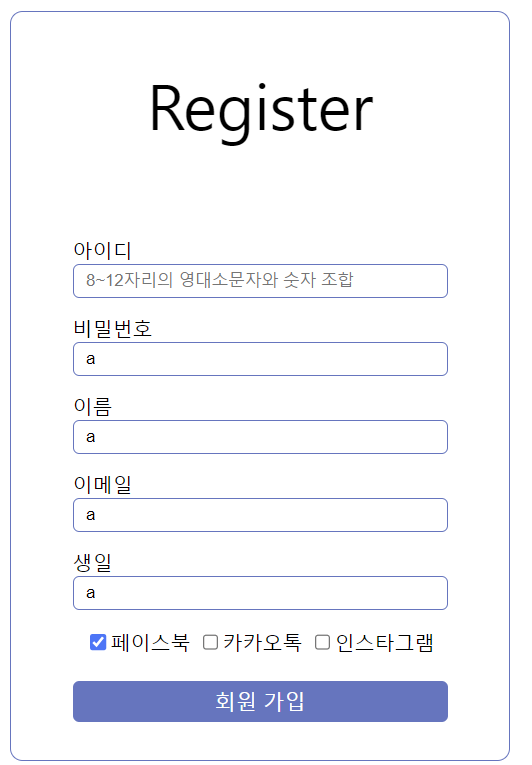 Register
아이디
8~12자리의 영대소문자와 숫자 조합
비밀번호
a
이름
a
이메일
a
생일
a
페이스북 카카오톡 인스타그램
회원 가입